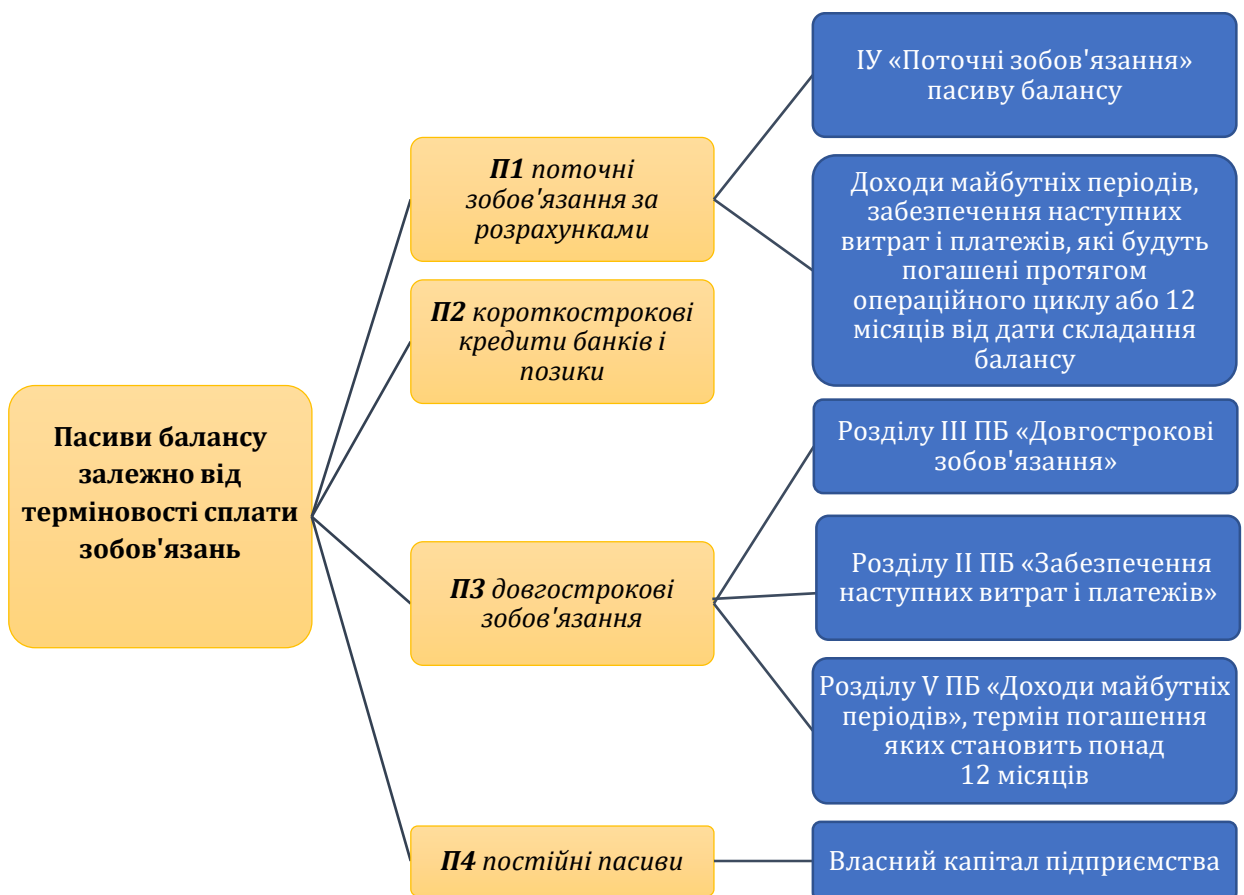 Пасиви балансу
залежно від
терміновості сплати
зобов'язань
П1 поточні
зобов'язання за
розрахунками
ІУ «Поточні зобов'язання»
пасиву балансу
Доходи майбутніх періодів,
забезпечення наступних
витрат і платежів, які будуть
погашені протягом
операційного циклу або 12
місяців від дати складання
балансу
П2 короткострокові
кредити банків і
позики
П3 довгострокові
зобов'язання
Розділу ІІІ ПБ «Довгострокові
зобов'язання»
Розділу ІІ ПБ «Забезпечення
наступних витрат і платежів»
Розділу V ПБ «Доходи майбутніх
періодів», термін погашення
яких становить понад
12 місяців
П4 постійні пасиви
Власний капітал підприємства